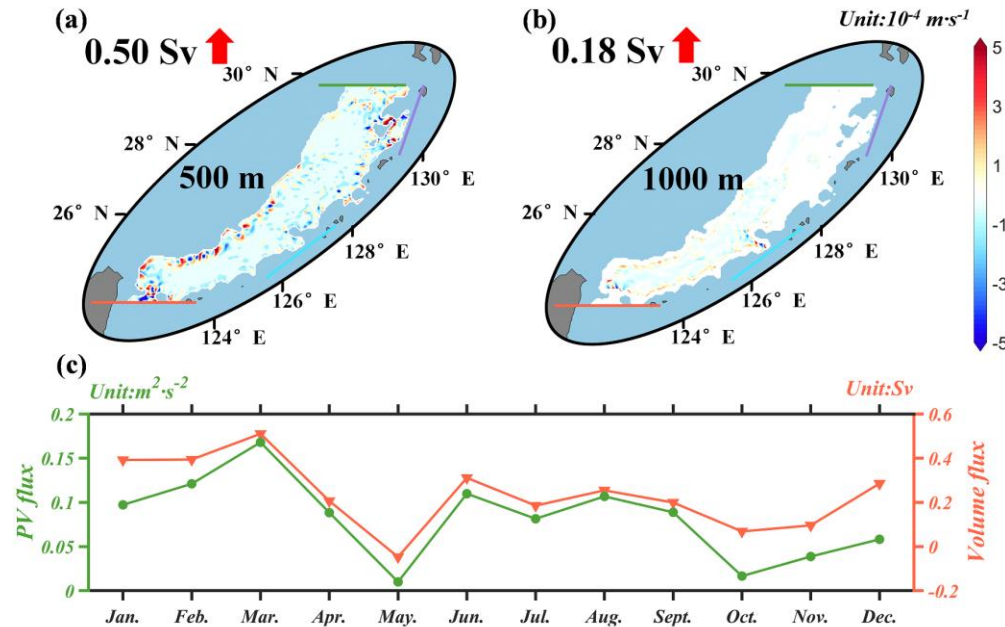 (a)
0.50 Sv
30° N
28° N
26° N
500 m
130° E
128° E
126° E
124° E
(b)
0.18 Sv
Unit:10⁻⁴ m·s⁻¹
30° N
28° N
26° N
1000 m
130° E
128° E
126° E
124° E
5
3
1
-1
-3
-5
(c)
Unit:m²·s⁻²
Unit:Sv
PV flux
0.2
0.15
0.1
0.05
0
Volume flux
0.6
0.4
0.2
0
-0.2
Jan. Feb. Mar. Apr. May. Jun. Jul. Aug. Sept. Oct. Nov. Dec.